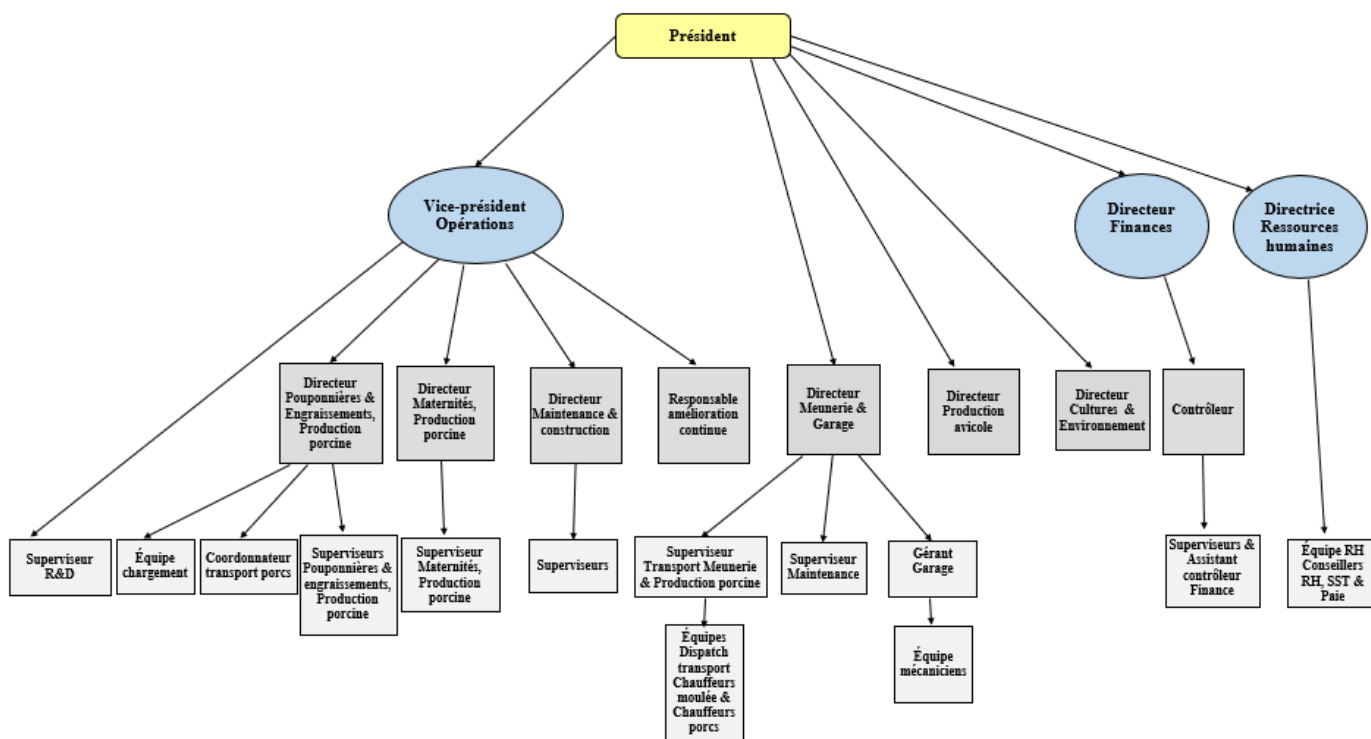 Président
Vice-président
Opérations
Directeur
Finances
Directrice
Ressources
humaines
Directeur
Pouponnières &
Engraissements,
Production
porcine
Directeur
Maternités,
Production
porcine
Directeur
Maintenance &
construction
Responsable
amélioration
continue
Directeur
Meunerie &
Garage
Directeur
Production
avicole
Directeur
Cultures &
Environnement
Contrôleur
Superviseur
R&D
Équipe
chargement
Coordonnateur
transport porcs
Superviseurs
Pouponnières &
engraissements,
Production
porcine
Superviseur
Maternités,
Production
porcine
Superviseurs
Superviseur
Transport Meunerie
& Production porcine
Superviseur
Maintenance
Gérant
Garage
Superviseurs &
Assistant
contrôleur
Finance
Équipe RH
Conseillers
RH, SST &
Paie
Équipes
Dispatch
transport
Chauffeurs
moulée &
Chauffeurs
porcs
Équipe
mécaniciens